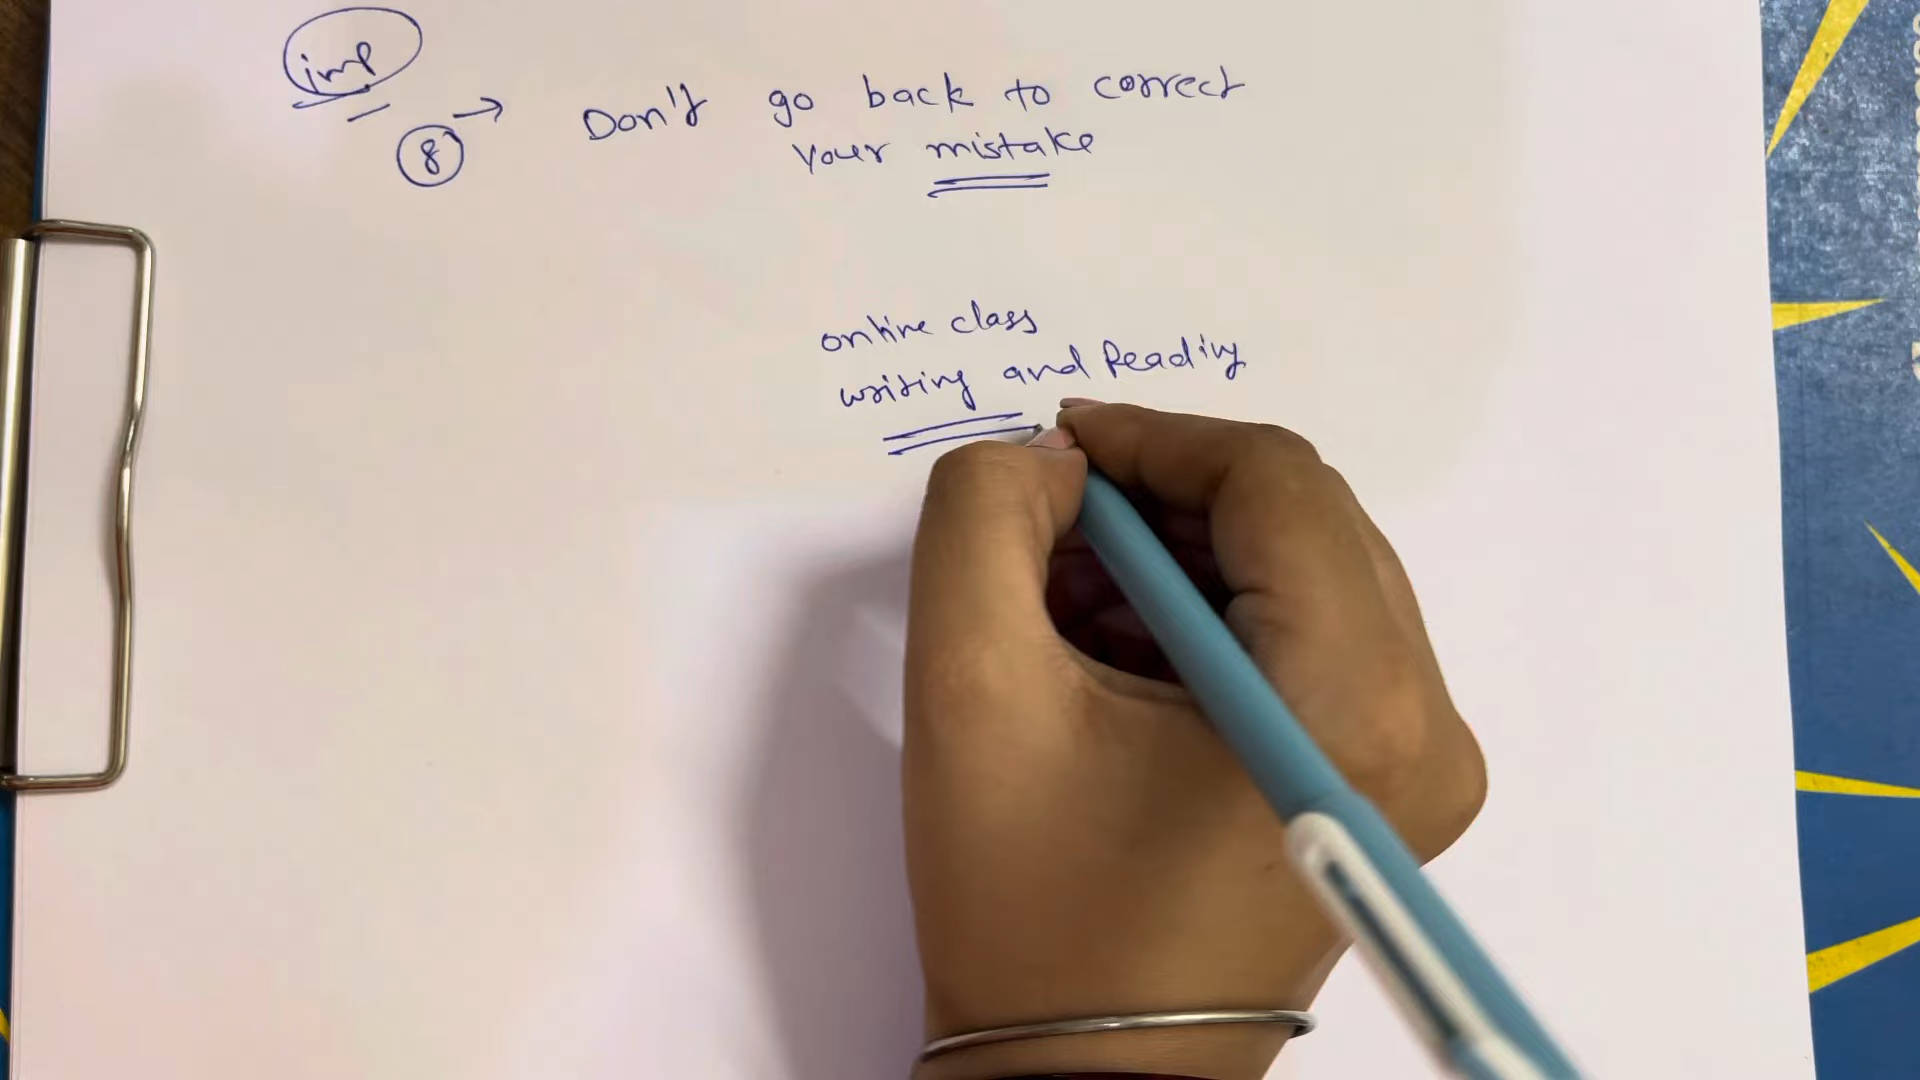 imp
8 → Don't go back to correct
your mistake
online class
writing and Reading